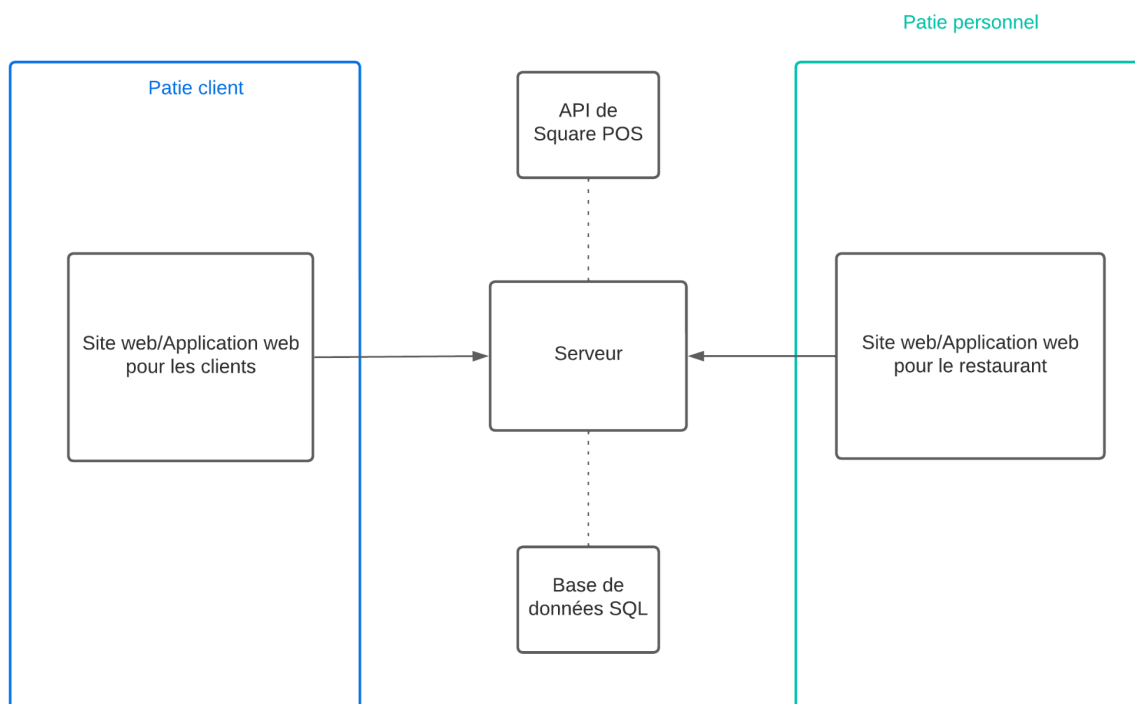 Patie personnel
Patie client
API de
Square POS
Site web/Application web
pour les clients
Serveur
Site web/Application web
pour le restaurant
Base de
données SQL